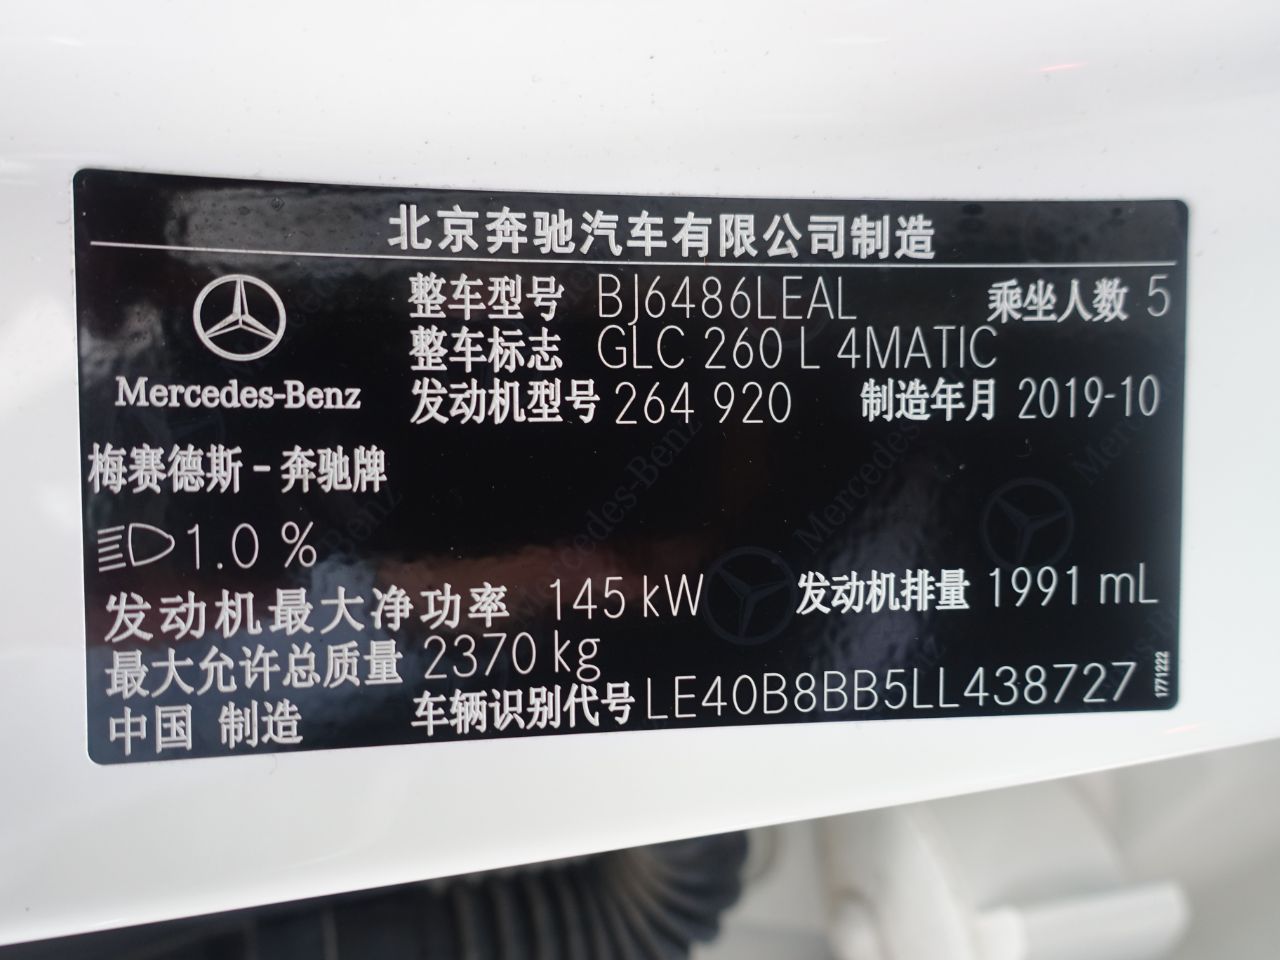 北京奔驰汽车有限公司制造
整车型号 BJ6486LEAL 乘坐人数 5
整车标志 GLC 260 L 4MATIC
Mercedes-Benz
发动机型号 264 920 制造年月 2019-10
梅赛德斯-奔驰牌
1.0 %
发动机最大净功率 145 kW 发动机排量 1991 mL
最大允许总质量 2370 kg
中国 制造 车辆识别代号 LE40B8BB5LL438727
1771222